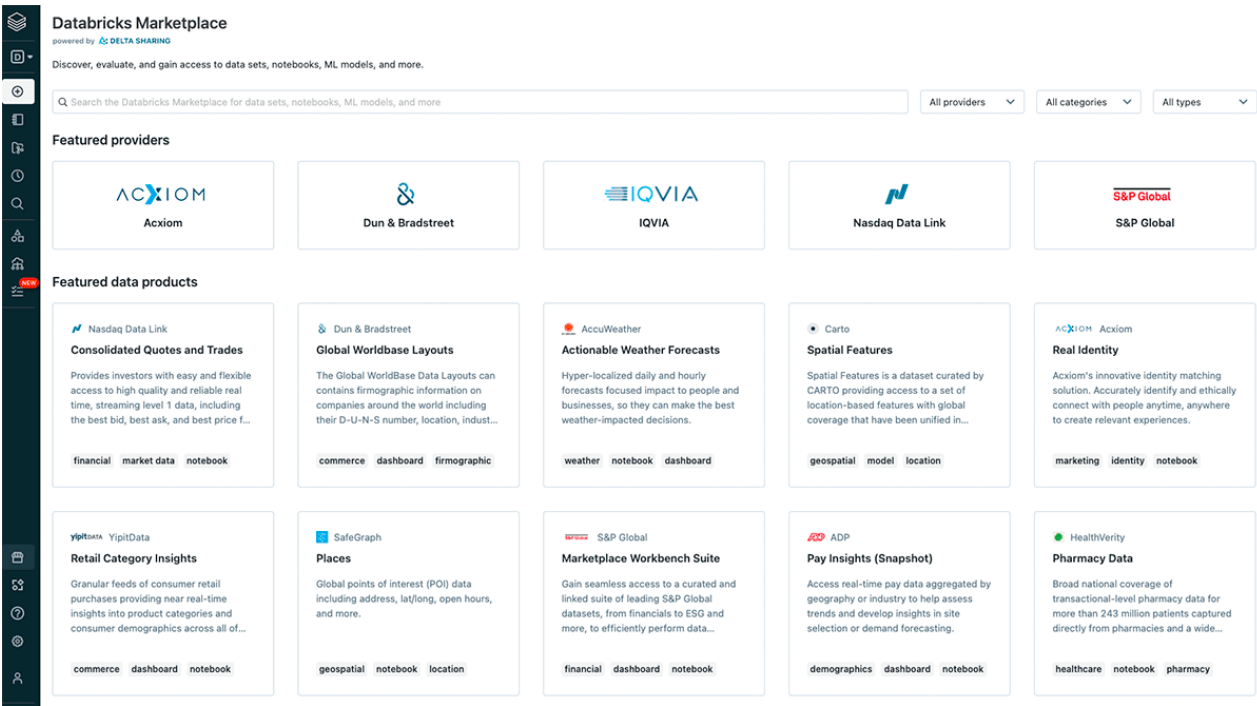 Databricks Marketplace
powered by DELTA SHARING
Discover, evaluate, and gain access to data sets, notebooks, ML models, and more.
Search the Databricks Marketplace for data sets, notebooks, ML models, and more
All providers
All categories
All types
Featured providers
ACXIOM
Acxiom
Dun & Bradstreet
IQVIA
IQVIA
Nasdaq Data Link
S&P Global
S&P Global
D
NEW
Featured data products
Nasdaq Data Link
Consolidated Quotes and Trades
Provides investors with easy and flexible
access to high quality and reliable real
time, streaming level 1 data, including
the best bid, best ask, and best price f...
financial market data notebook
Dun & Bradstreet
Global Worldbase Layouts
The Global WorldBase Data Layouts can
contains firmographic information on
companies around the world including
their D-U-N-S number, location, indust...
commerce dashboard firmographic
AccuWeather
Actionable Weather Forecasts
Hyper-localized daily and hourly
forecasts focused impact to people and
businesses, so they can make the best
weather-impacted decisions.
weather notebook dashboard
Carto
Spatial Features
Spatial Features is a dataset curated by
CARTO providing access to a set of
location-based features with global
coverage that have been unified in...
geospatial model location
ACXIOM Acxiom
Real Identity
Acxiom's innovative identity matching
solution. Accurately identify and ethically
connect with people anytime, anywhere
to create relevant experiences.
marketing identity notebook
yipitDATA YipitData
Retail Category Insights
Granular feeds of consumer retail
purchases providing near real-time
insights into product categories and
consumer demographics across all of...
commerce dashboard notebook
SafeGraph
Places
Global points of interest (POI) data
including address, lat/long, open hours,
and more.
geospatial notebook location
S&P Global
Marketplace Workbench Suite
Gain seamless access to a curated and
linked suite of leading S&P Global
datasets, from financials to ESG and
more, to efficiently perform data...
financial dashboard notebook
ADP ADP
Pay Insights (Snapshot)
Access real-time pay data aggregated by
geography or industry to help assess
trends and develop insights in site
selection or demand forecasting.
demographics dashboard notebook
HealthVerity
Pharmacy Data
Broad national coverage of
transactional-level pharmacy data for
more than 243 million patients captured
directly from pharmacies and a wide...
healthcare notebook pharmacy